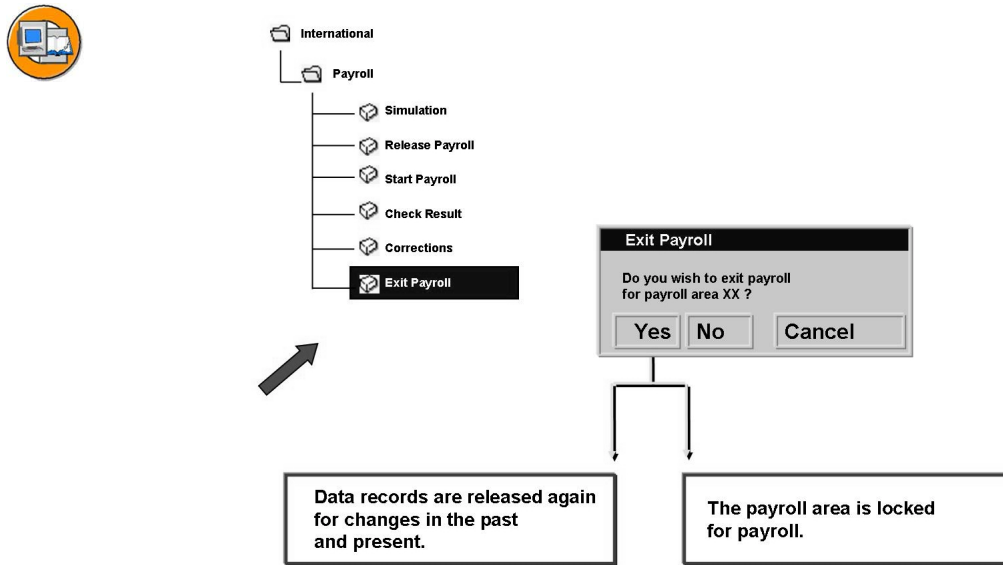 International
Payroll
Simulation
Release Payroll
Start Payroll
Check Result
Corrections
Exit Payroll
Exit Payroll
Do you wish to exit payroll
for payroll area XX ?
Yes No Cancel
Data records are released again
for changes in the past
and present.
The payroll area is locked
for payroll.